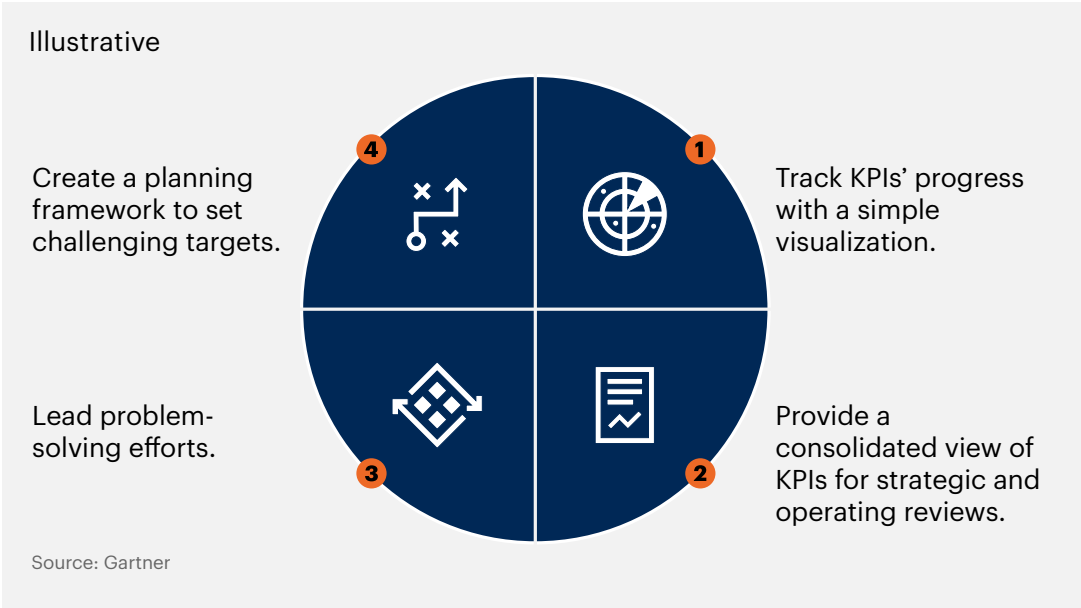 Illustrative
1
Track KPIs’ progress
with a simple
visualization.
2
Provide a
consolidated view of
KPIs for strategic and
operating reviews.
3
Lead problem-
solving efforts.
4
Create a planning
framework to set
challenging targets.
Source: Gartner